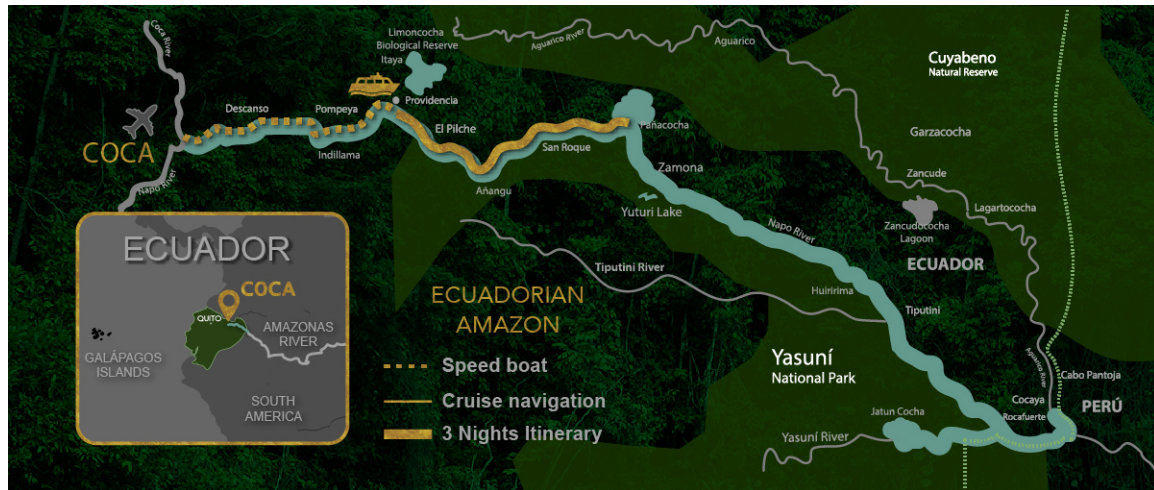 Coca River
Limoncocha
Biological Reserve
Itaya
Aguarico River
Aguarico
Cuyabeno
Natural Reserve
Descanso
Pompeya
Providencia
COCA
Indillama
El Pilche
San Roque
Pañacocha
Garzacocha
Napo River
Añangu
Zamona
Zancude
Yuturi Lake
Lagartococha
Napo River
Zancudococha
Lagoon
ECUADOR
Tiputini River
Huiririma
Tiputini
ECUADOR
COCA
QUITO
AMAZONAS
RIVER
GALÁPAGOS
ISLANDS
SOUTH
AMERICA
ECUADORIAN
AMAZON
Speed boat
Cruise navigation
3 Nights Itinerary
Yasuní
National Park
Aguarico River
Cabo Pantoja
Cocaya
Rocafuerte
PERÚ
Jatun Cocha
Yasuní River